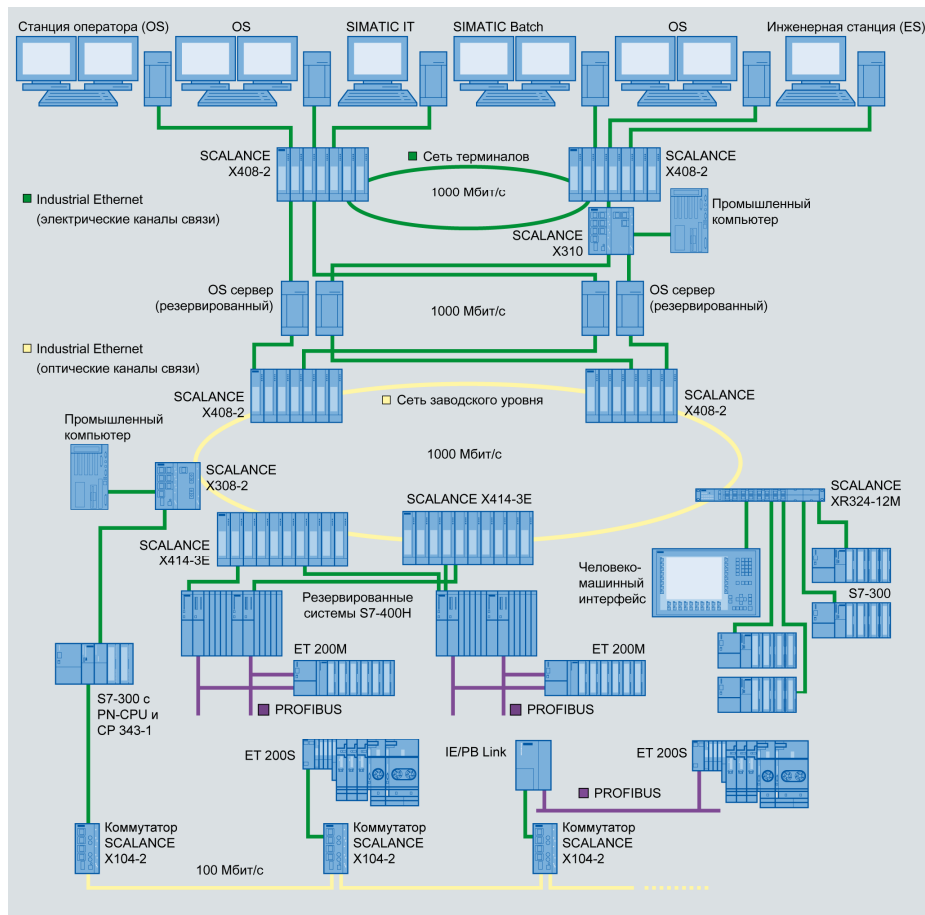 Станция оператора (OS)
OS
SIMATIC IT
SIMATIC Batch
OS
Инженерная станция (ES)
SCALANCE
X408-2
Сеть терминалов
SCALANCE
X408-2
1000 Мбит/с
Industrial Ethernet
(электрические каналы связи)
Промышленный
компьютер
SCALANCE
X310
OS сервер
(резервированный)
1000 Мбит/с
OS сервер
(резервированный)
Industrial Ethernet
(оптические каналы связи)
SCALANCE
X408-2
Сеть заводского уровня
SCALANCE
X408-2
Промышленный
компьютер
1000 Мбит/с
SCALANCE
X308-2
SCALANCE X414-3E
SCALANCE
XR324-12M
SCALANCE
X414-3E
Человеко-
машинный
интерфейс
Резервированные
системы S7-400H
S7-300
ET 200M
ET 200M
S7-300 с
PN-CPU и
CP 343-1
PROFIBUS
PROFIBUS
ET 200S
IE/PB Link
ET 200S
PROFIBUS
Коммутатор
SCALANCE
X104-2
Коммутатор
SCALANCE
X104-2
Коммутатор
SCALANCE
X104-2
100 Мбит/с